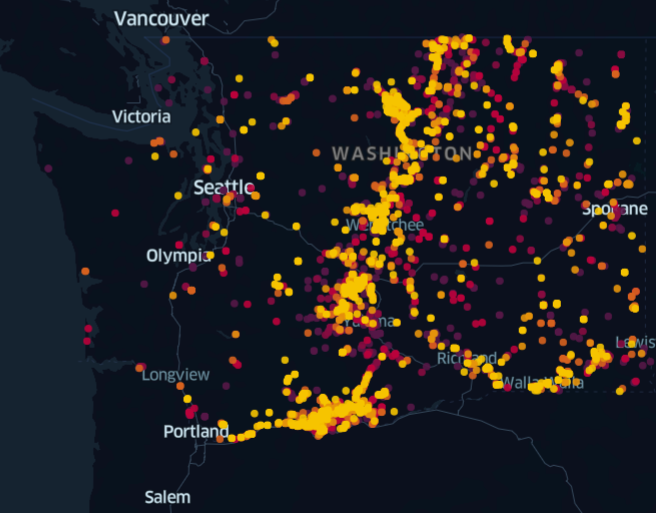 Vancouver
Victoria
WASHINGTON
Seattle
Spokane
Wenatchee
Olympia
Yakima
Lewis
Richland
Longview
Walla Walla
Portland
Salem